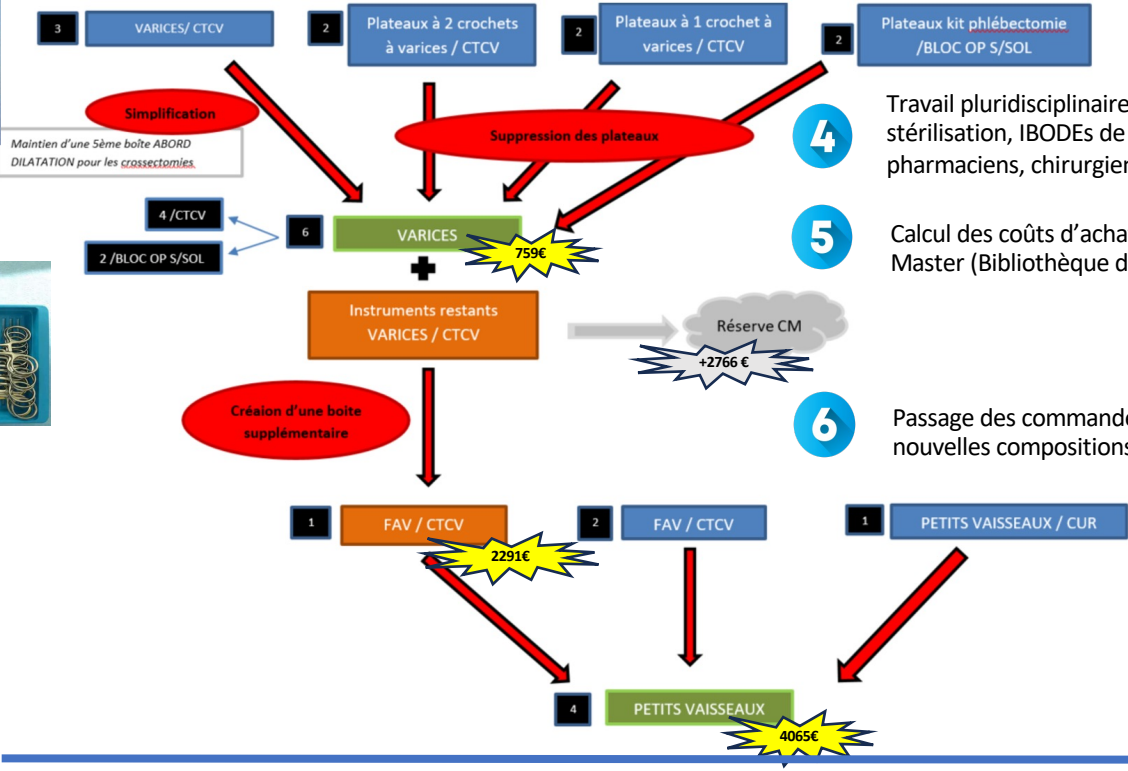 3
VARICES/ CTCV
2
Plateaux à 2 crochets
à varices / CTCV
2
Plateaux à 1 crochet à
varices / CTCV
2
Plateaux kit phlébectomie
/BLOC OP S/SOL
Simplification
Maintien d'une 5ème boîte ABORD
DILATATION pour les crossectomies
Suppression des plateaux
4
Travail pluridisciplinaire
stérilisation, IBODEs de
pharmaciens, chirurgien
4 /CTCV
2 /BLOC OP S/SOL
6
VARICES
759€
5
Calcul des coûts d'acha
Master (Bibliothèque d
Instruments restants
VARICES / CTCV
Réserve CM
+2766 €
Créaion d'une boite
supplémentaire
6
Passage des commande
nouvelles compositions
1
FAV / CTCV
2291€
2
FAV / CTCV
1
PETITS VAISSEAUX / CUR
4
PETITS VAISSEAUX
4065€